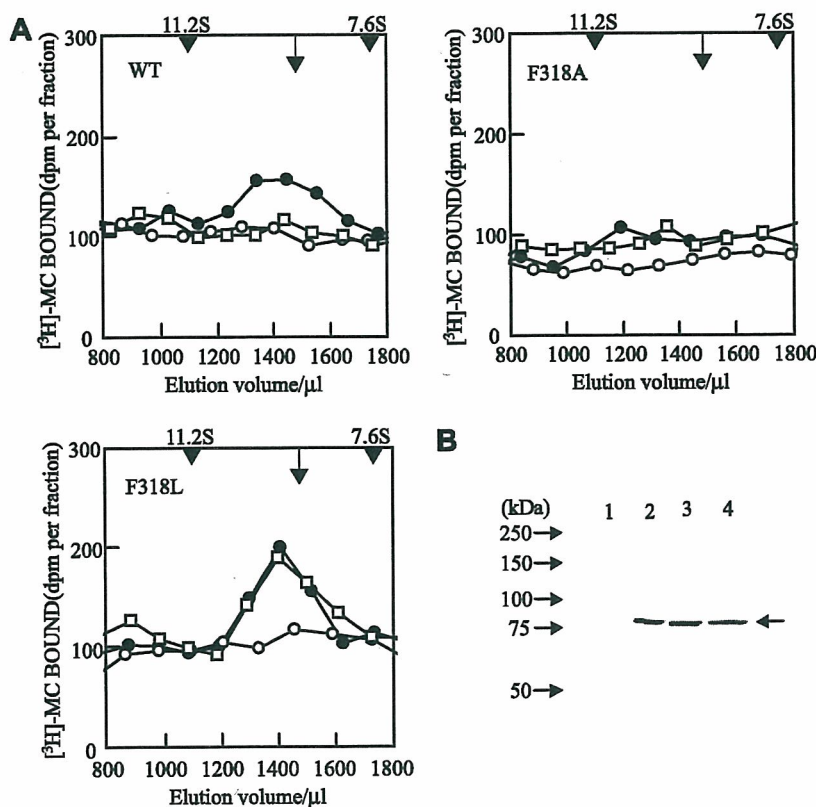 A
11.2S 7.6S
300
WT
200
100
0
800 1000 1200 1400 1600 1800
Elution volume/μl
[³H]-MC BOUND(dpm per fraction)
11.2S 7.6S
300
F318A
200
100
0
800 1000 1200 1400 1600 1800
Elution volume/μl
[³H]-MC BOUND(dpm per fraction)
11.2S 7.6S
300
F318L
200
100
0
800 1000 1200 1400 1600 1800
Elution volume/μl
[³H]-MC BOUND(dpm per fraction)
B
(kDa) 1 2 3 4
250
150
100
75
50